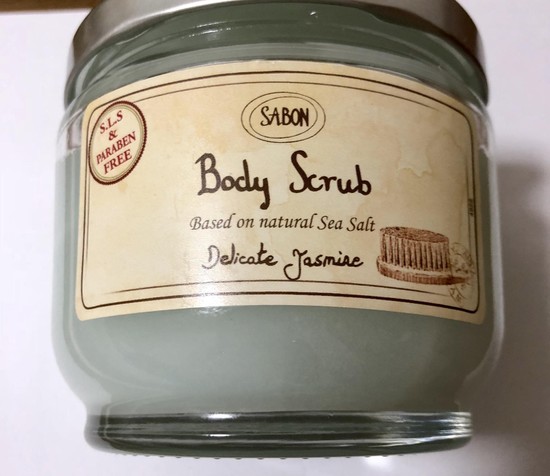 SABON
S.L.S
&
PARABEN
FREE
Body Scrub
Based on natural Sea Salt
Delicate Jasmine